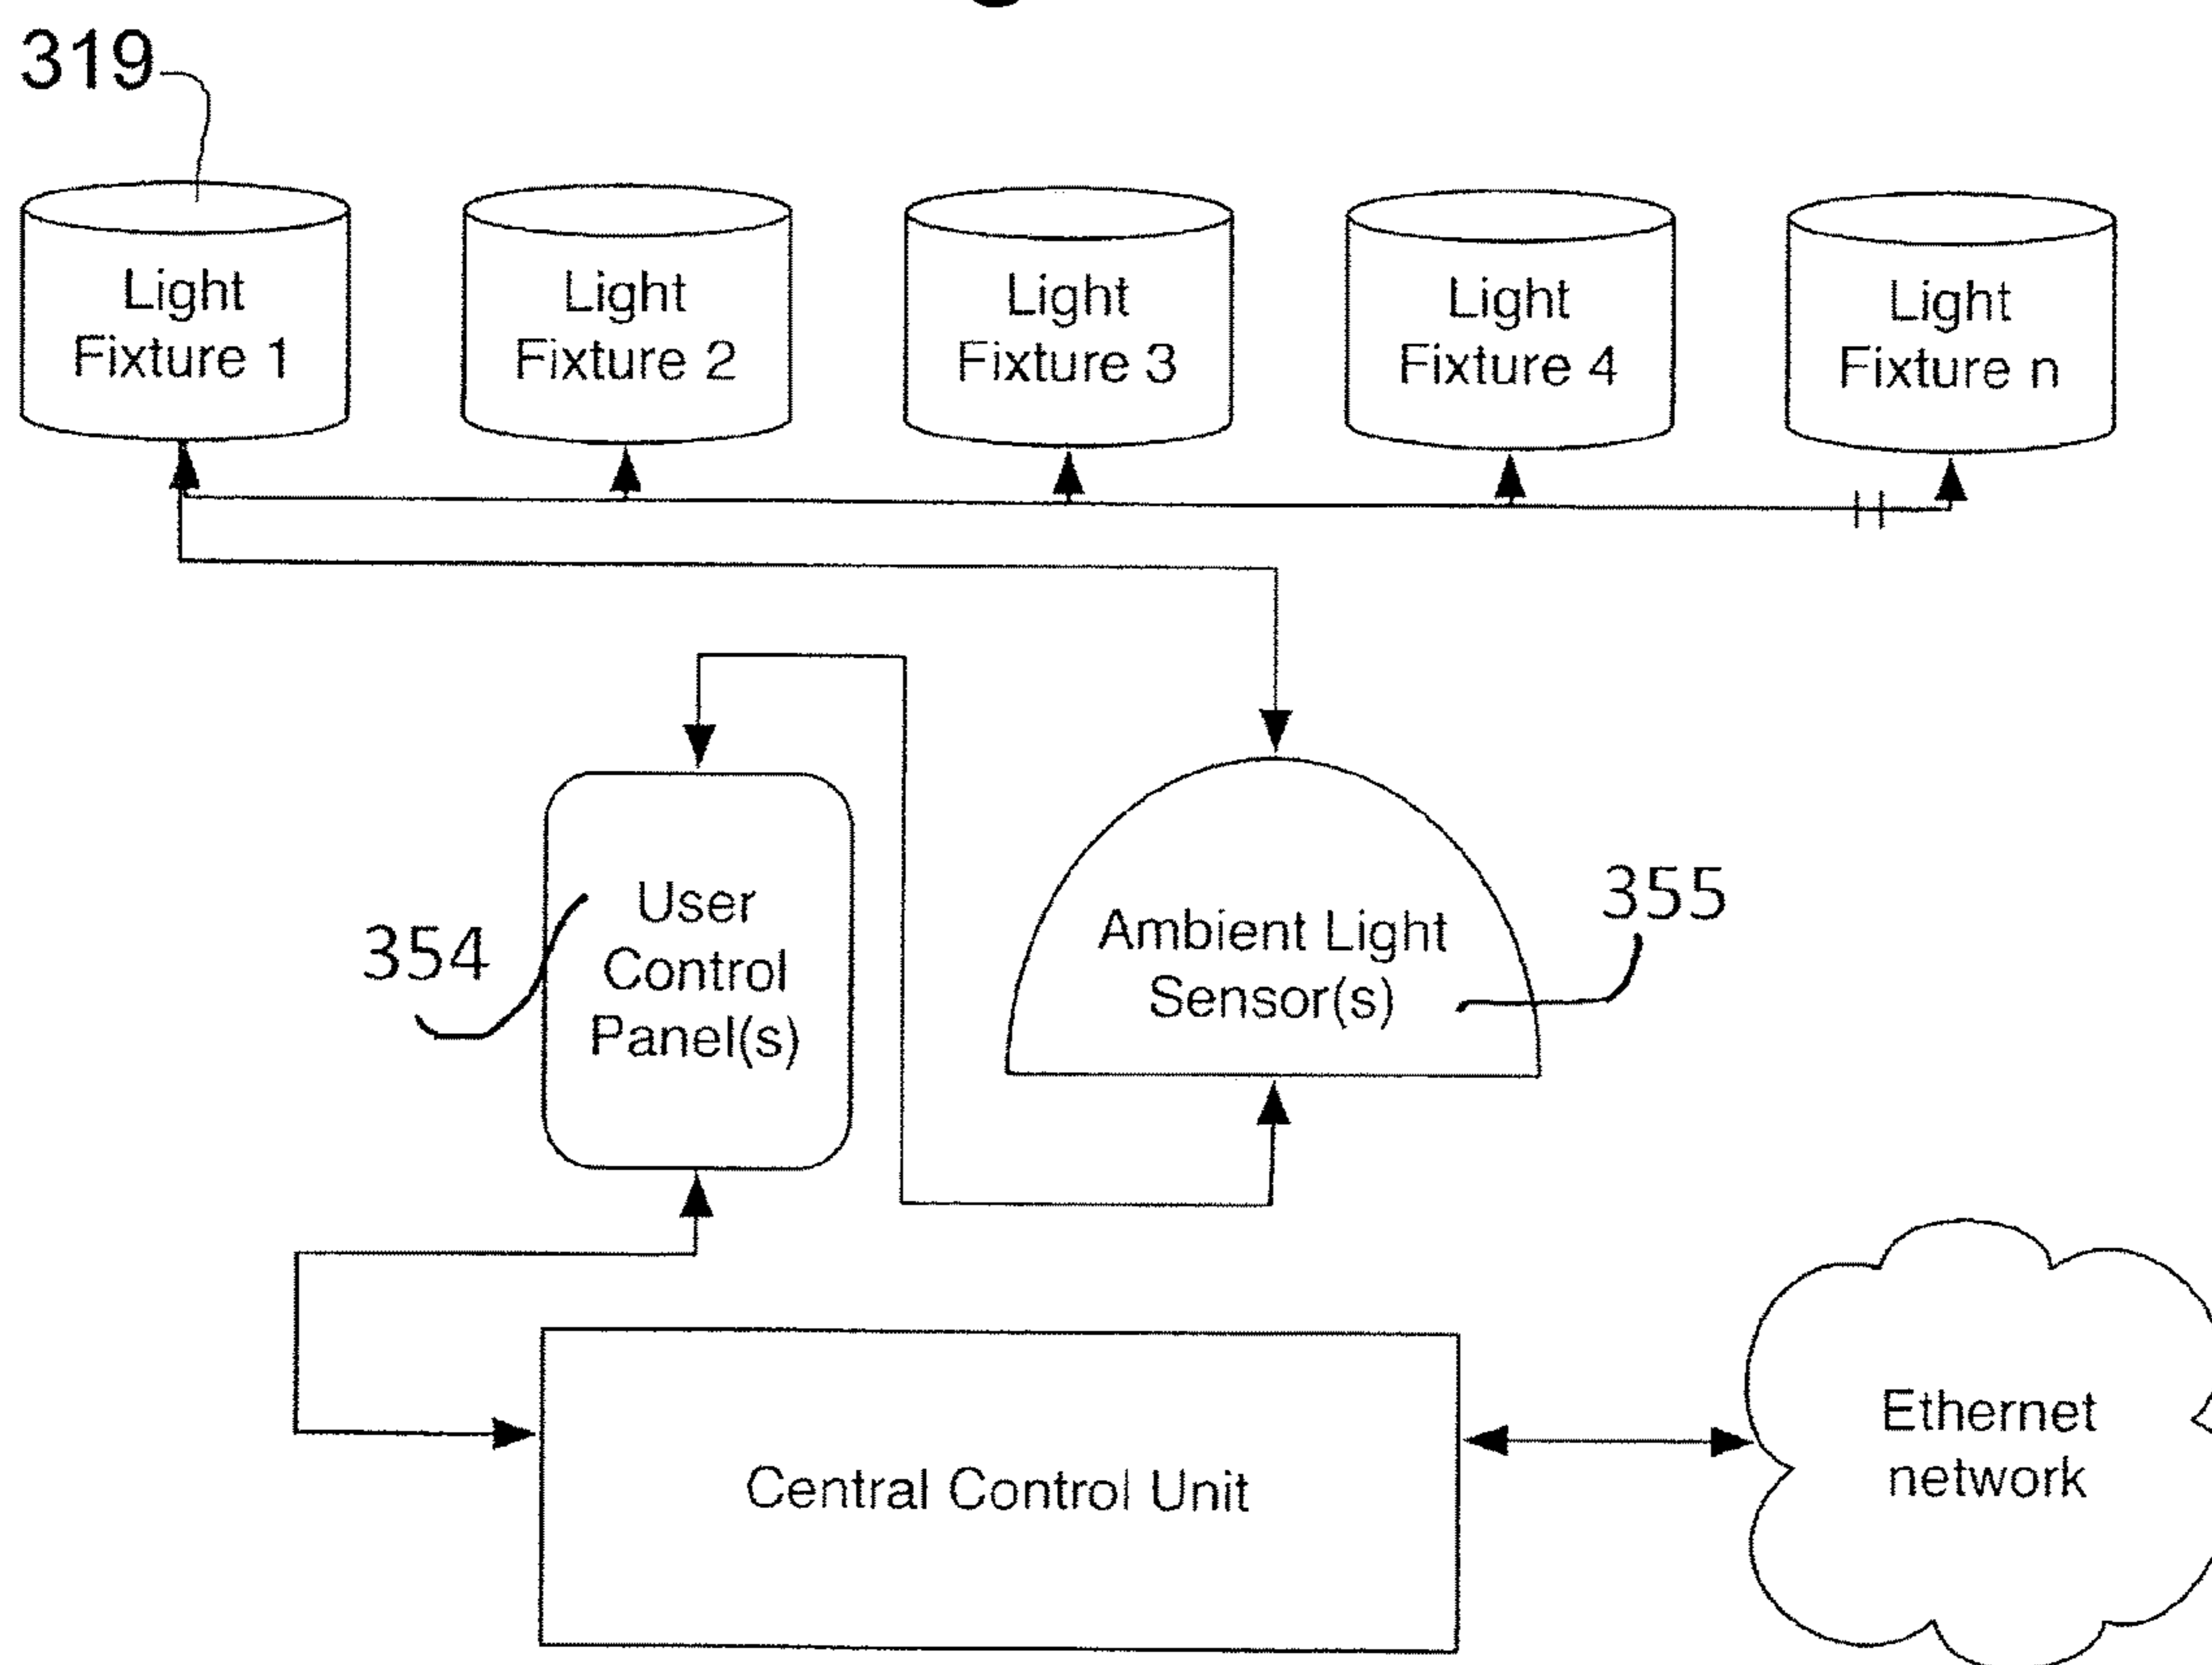 319
Light
Fixture 1
Light
Fixture 2
Light
Fixture 3
Light
Fixture 4
Light
Fixture n
User
Control
Panel(s)
354
Ambient Light
Sensor(s)
355
Central Control Unit
Ethernet
network